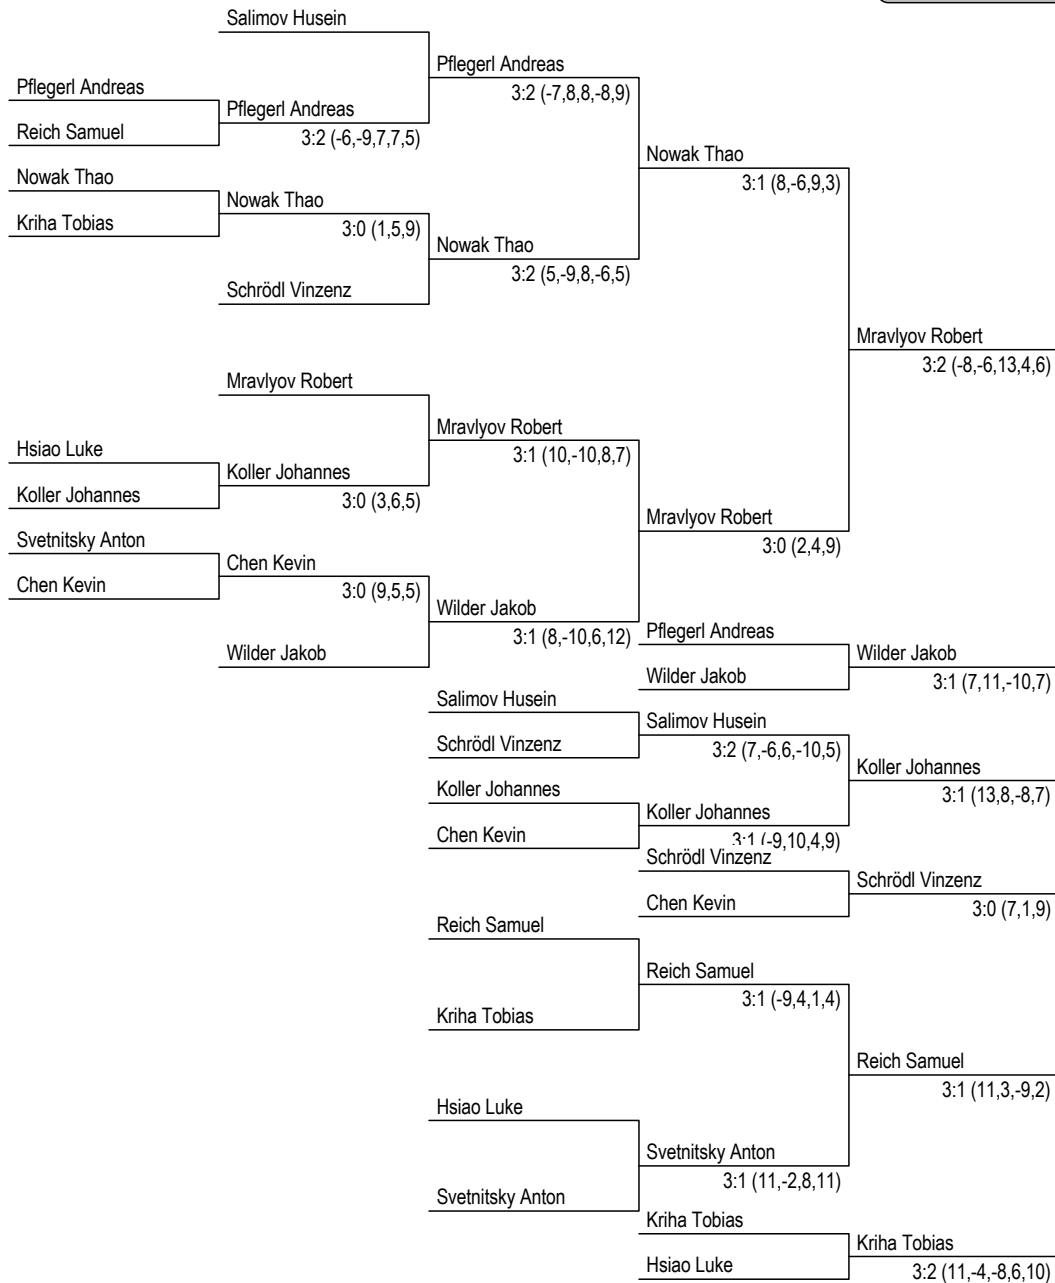 Salimov Husein
Pflegerl Andreas
3:2 (-7,8,8,-8,9)
Pflegerl Andreas
Pflegerl Andreas
3:2 (-6,-9,7,7,5)
Reich Samuel
Nowak Thao
3:1 (8,-6,9,3)
Nowak Thao
Nowak Thao
3:0 (1,5,9)
Kriha Tobias
Nowak Thao
3:2 (5,-9,8,-6,5)
Schrödl Vinzenz
Mravlyov Robert
3:2 (-8,-6,13,4,6)
Mravlyov Robert
Mravlyov Robert
3:1 (10,-10,8,7)
Hsiao Luke
Koller Johannes
3:0 (3,6,5)
Koller Johannes
Mravlyov Robert
3:0 (2,4,9)
Svetnitsky Anton
Chen Kevin
3:0 (9,5,5)
Chen Kevin
Wilder Jakob
3:1 (8,-10,6,12)
Wilder Jakob
Pflegerl Andreas
Wilder Jakob
3:1 (7,11,-10,7)
Wilder Jakob
Salimov Husein
Salimov Husein
3:2 (7,-6,6,-10,5)
Schrödl Vinzenz
Koller Johannes
3:1 (13,8,-8,7)
Koller Johannes
Koller Johannes
3:1 (-9,10,4,9)
Chen Kevin
Schrödl Vinzenz
Schrödl Vinzenz
3:0 (7,1,9)
Chen Kevin
Reich Samuel
Reich Samuel
3:1 (-9,4,1,4)
Kriha Tobias
Reich Samuel
3:1 (11,3,-9,2)
Hsiao Luke
Svetnitsky Anton
3:1 (11,-2,8,11)
Svetnitsky Anton
Kriha Tobias
Kriha Tobias
3:2 (11,-4,-8,6,10)
Hsiao Luke